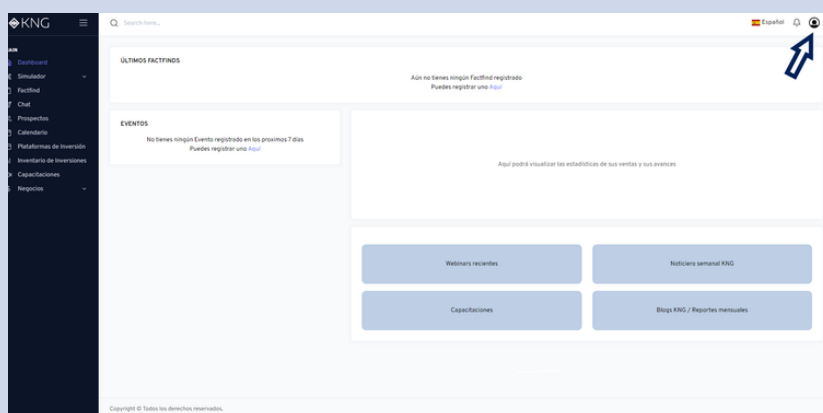 KNG
Search here...
Español
Dashboard
Simulador
Factfind
Chat
Prospectos
Calendario
Plataformas de Inversión
Inventario de Inversiones
Capacitaciones
Negocios
ÚLTIMOS FACTFINDS
Aún no tienes ningún Factfind registrado
Puedes registrar uno Aquí
EVENTOS
No tienes ningún Evento registrado en los proximos 7 días
Puedes registrar uno Aquí
Aquí podrá visualizar las estadísticas de sus ventas y sus avances
Webinars recientes
Noticiero semanal KNG
Capacitaciones
Blogs KNG / Reportes mensuales
Copyright © Todos los derechos reservados.